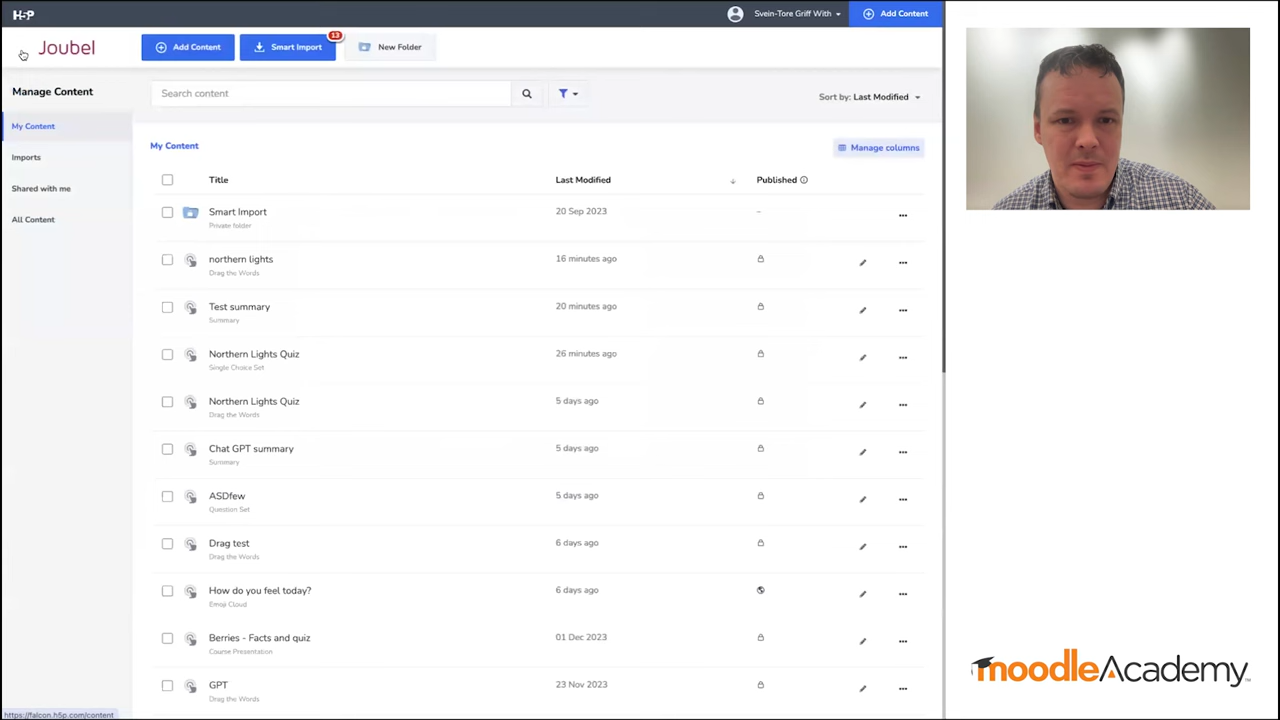 H5P
Svein-Tore Griff With
Add Content
Joubel
Add Content
Smart Import
13
New Folder
Manage Content
My Content
Imports
Shared with me
All Content
Search content
Sort by: Last Modified
My Content
Manage columns
Title Last Modified Published
Smart Import 20 Sep 2023 -
Private folder
northern lights 16 minutes ago
Drag the Words
Test summary 20 minutes ago
Summary
Northern Lights Quiz 26 minutes ago
Single Choice Set
Northern Lights Quiz 5 days ago
Drag the Words
Chat GPT summary 5 days ago
Summary
ASDfew 5 days ago
Question Set
Drag test 6 days ago
Drag the Words
How do you feel today? 6 days ago
Emoji Cloud
Berries - Facts and quiz 01 Dec 2023
Course Presentation
GPT 23 Nov 2023
Drag the Words
https://falcon.h5p.com/content
moodleAcademy™